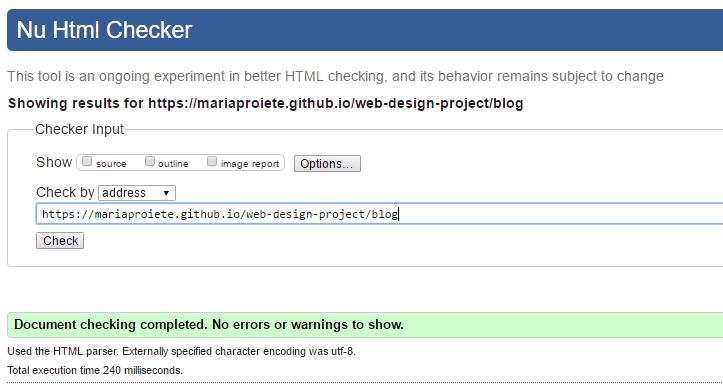 Nu Html Checker
This tool is an ongoing experiment in better HTML checking, and its behavior remains subject to change
Showing results for https://mariaproiete.github.io/web-design-project/blog
Checker Input
Show source outline image report Options...
Check by address
https://mariaproiete.github.io/web-design-project/blog
Check
Document checking completed. No errors or warnings to show.
Used the HTML parser. Externally specified character encoding was utf-8.
Total execution time 240 milliseconds.